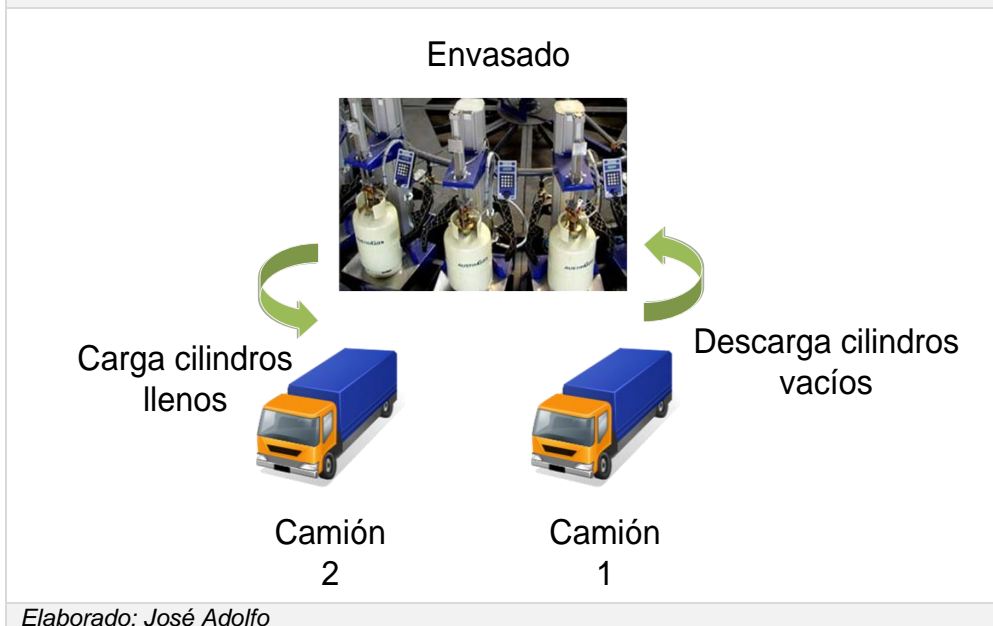 Envasado
Carga cilindros
llenos
Descarga cilindros
vacíos
Camión
2
Camión
1
Elaborado: José Adolfo